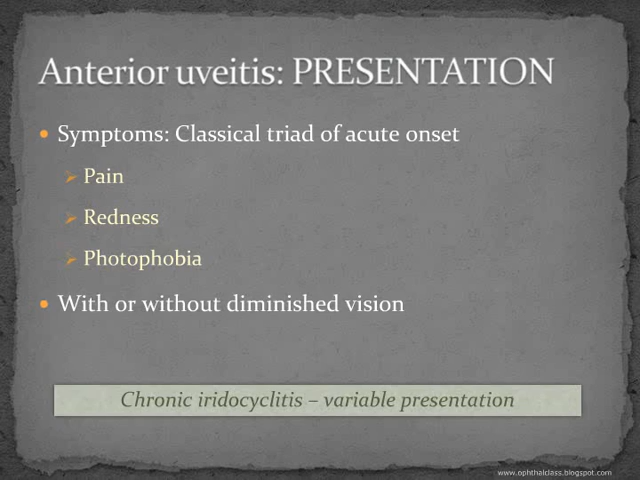 Anterior uveitis: PRESENTATION
Symptoms: Classical triad of acute onset
Pain
Redness
Photophobia
With or without diminished vision
Chronic iridocyclitis – variable presentation
www.ophthalclass.blogspot.com